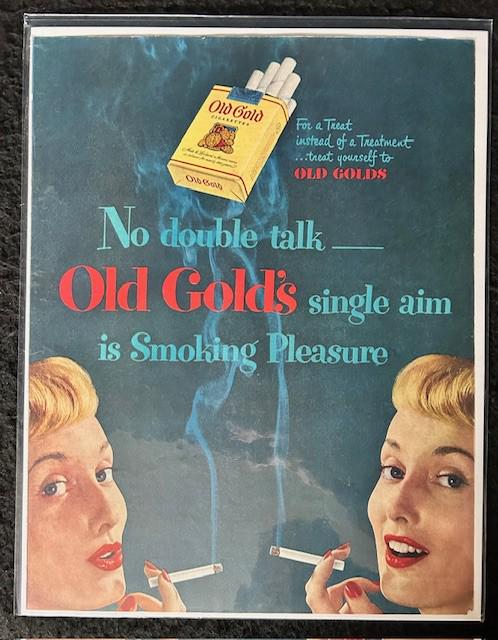 Old Gold
CIGARETTES
Old Gold
For a Treat
instead of a Treatment
...treat yourself to
OLD GOLDS
No double talk —
Old Gold's single aim
is Smoking Pleasure